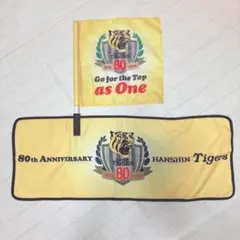 80
Go for the Top
as One
80th ANNIVERSARY
80
HANSHIN Tigers